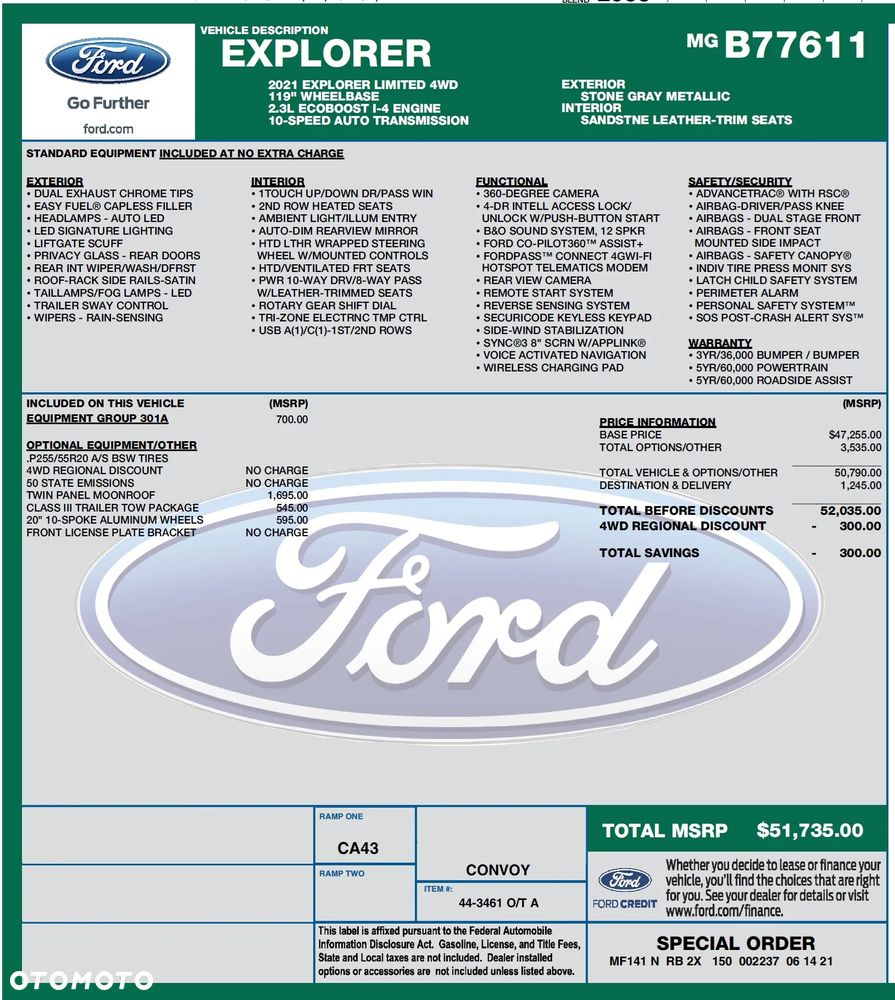 Ford
Go Further
ford.com
VEHICLE DESCRIPTION
EXPLORER
2021 EXPLORER LIMITED 4WD
119" WHEELBASE
2.3L ECOBOOST I-4 ENGINE
10-SPEED AUTO TRANSMISSION
MG B77611
EXTERIOR
STONE GRAY METALLIC
INTERIOR
SANDSTNE LEATHER-TRIM SEATS
STANDARD EQUIPMENT INCLUDED AT NO EXTRA CHARGE
EXTERIOR
• DUAL EXHAUST CHROME TIPS
• EASY FUEL® CAPLESS FILLER
• HEADLAMPS - AUTO LED
• LED SIGNATURE LIGHTING
• LIFTGATE SCUFF
• PRIVACY GLASS - REAR DOORS
• REAR INT WIPER/WASH/DFRST
• ROOF-RACK SIDE RAILS-SATIN
• TAILLAMPS/FOG LAMPS - LED
• TRAILER SWAY CONTROL
• WIPERS - RAIN-SENSING
INTERIOR
• 1TOUCH UP/DOWN DR/PASS WIN
• 2ND ROW HEATED SEATS
• AMBIENT LIGHT/ILLUM ENTRY
• AUTO-DIM REARVIEW MIRROR
• HTD LTHR WRAPPED STEERING
WHEEL W/MOUNTED CONTROLS
• HTD/VENTILATED FRT SEATS
• PWR 10-WAY DRV/8-WAY PASS
W/LEATHER-TRIMMED SEATS
• ROTARY GEAR SHIFT DIAL
• TRI-ZONE ELECTRNC TMP CTRL
• USB A(1)/C(1)-1ST/2ND ROWS
FUNCTIONAL
• 360-DEGREE CAMERA
• 4-DR INTELL ACCESS LOCK/
UNLOCK W/PUSH-BUTTON START
• B&O SOUND SYSTEM, 12 SPKR
• FORD CO-PILOT360™ ASSIST+
• FORDPASS™ CONNECT 4GWI-FI
HOTSPOT TELEMATICS MODEM
• REAR VIEW CAMERA
• REMOTE START SYSTEM
• REVERSE SENSING SYSTEM
• SECURICODE KEYLESS KEYPAD
• SIDE-WIND STABILIZATION
• SYNC®3 8" SCRN W/APPLINK®
• VOICE ACTIVATED NAVIGATION
• WIRELESS CHARGING PAD
SAFETY/SECURITY
• ADVANCETRAC® WITH RSC®
• AIRBAG-DRIVER/PASS KNEE
• AIRBAGS - DUAL STAGE FRONT
• AIRBAGS - FRONT SEAT
MOUNTED SIDE IMPACT
• AIRBAGS - SAFETY CANOPY®
• INDIV TIRE PRESS MONIT SYS
• LATCH CHILD SAFETY SYSTEM
• PERIMETER ALARM
• PERSONAL SAFETY SYSTEM™
• SOS POST-CRASH ALERT SYS™
WARRANTY
• 3YR/36,000 BUMPER / BUMPER
• 5YR/60,000 POWERTRAIN
• 5YR/60,000 ROADSIDE ASSIST
INCLUDED ON THIS VEHICLE (MSRP)
EQUIPMENT GROUP 301A 700.00
OPTIONAL EQUIPMENT/OTHER
.P255/55R20 A/S BSW TIRES
4WD REGIONAL DISCOUNT NO CHARGE
50 STATE EMISSIONS NO CHARGE
TWIN PANEL MOONROOF 1,695.00
CLASS III TRAILER TOW PACKAGE 545.00
20" 10-SPOKE ALUMINUM WHEELS 595.00
FRONT LICENSE PLATE BRACKET NO CHARGE
(MSRP)
PRICE INFORMATION
BASE PRICE $47,255.00
TOTAL OPTIONS/OTHER 3,535.00
TOTAL VEHICLE & OPTIONS/OTHER 50,790.00
DESTINATION & DELIVERY 1,245.00
TOTAL BEFORE DISCOUNTS 52,035.00
4WD REGIONAL DISCOUNT - 300.00
TOTAL SAVINGS - 300.00
Ford
RAMP ONE
CA43
RAMP TWO
CONVOY
ITEM #:
44-3461 O/T A
TOTAL MSRP $51,735.00
Ford
FORD CREDIT
Whether you decide to lease or finance your
vehicle, you'll find the choices that are right
for you. See your dealer for details or visit
www.ford.com/finance.
This label is affixed pursuant to the Federal Automobile
Information Disclosure Act. Gasoline, License, and Title Fees,
State and Local taxes are not included. Dealer installed
options or accessories are not included unless listed above.
SPECIAL ORDER
MF141 N RB 2X 150 002237 06 14 21
OTOMOTO